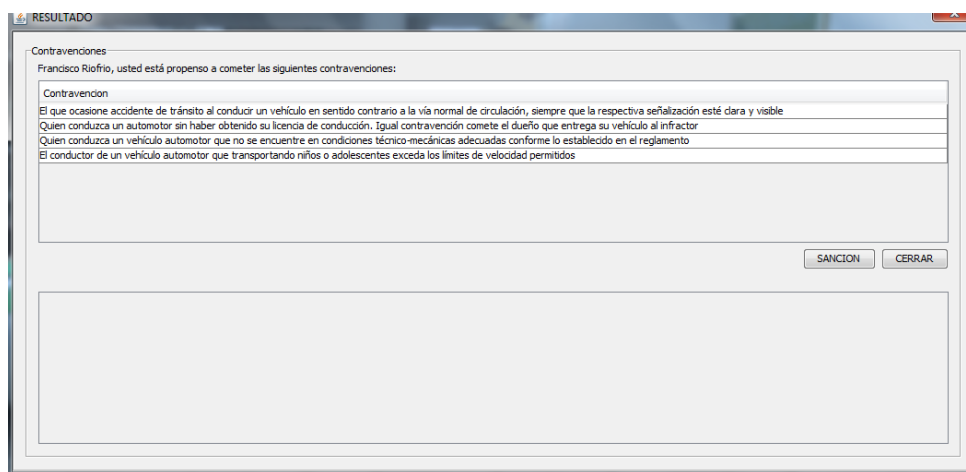 RESULTADO
Contravenciones
Francisco Riofrio, usted está propenso a cometer las siguientes contravenciones:
Contravencion
El que ocasione accidente de tránsito al conducir un vehículo en sentido contrario a la vía normal de circulación, siempre que la respectiva señalización esté clara y visible
Quien conduzca un automotor sin haber obtenido su licencia de conducción. Igual contravención comete el dueño que entrega su vehículo al infractor
Quien conduzca un vehículo automotor que no se encuentre en condiciones técnico-mecánicas adecuadas conforme lo establecido en el reglamento
El conductor de un vehículo automotor que transportando niños o adolescentes exceda los límites de velocidad permitidos
SANCION CERRAR